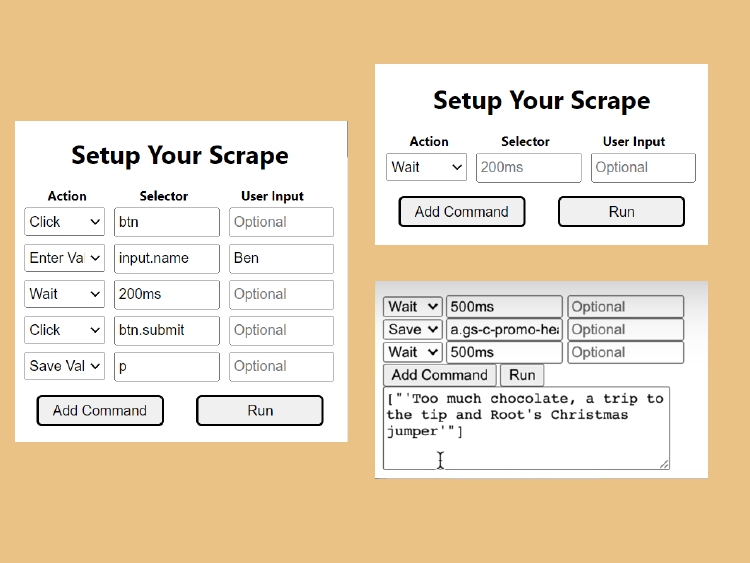 Setup Your Scrape
Action Selector User Input
Click btn Optional
Enter Va input.name Ben
Wait 200ms Optional
Click btn.submit Optional
Save Val p Optional
Add Command Run
Setup Your Scrape
Action Selector User Input
Wait 200ms Optional
Add Command Run
Wait 500ms Optional
Save a.gs-c-promo-hea Optional
Wait 500ms Optional
Add Command Run
["'Too much chocolate, a trip to
the tip and Root's Christmas
jumper'"]